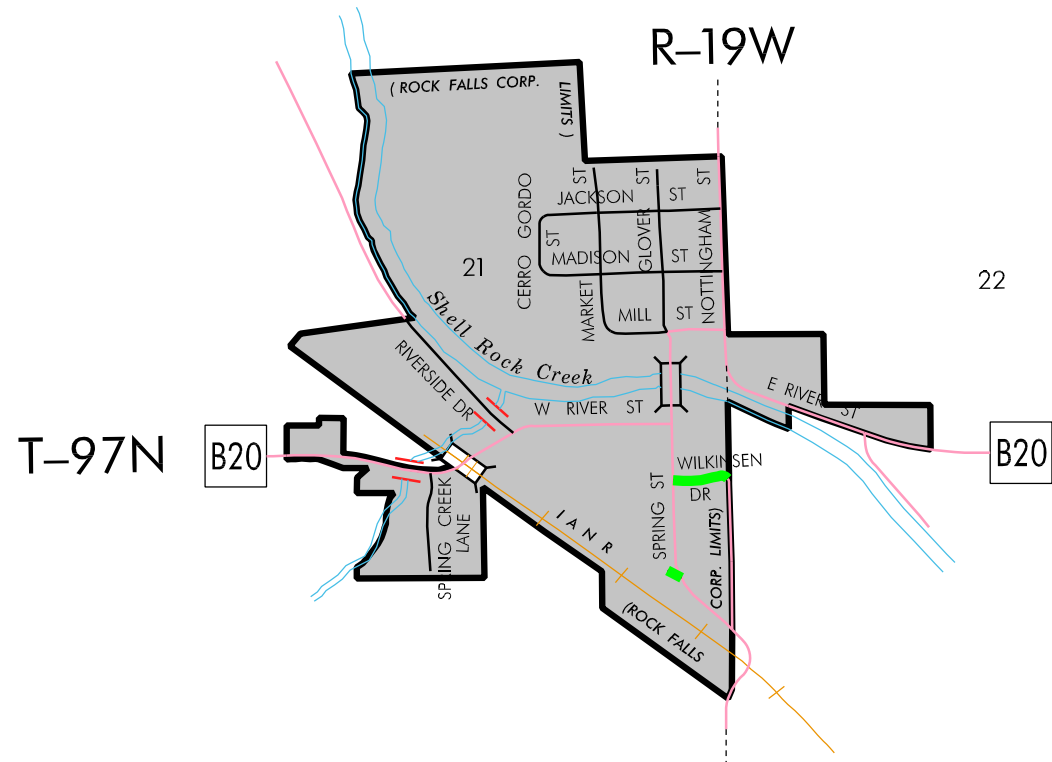 R–19W
( ROCK FALLS CORP.
LIMITS )
ST
ST
ST
JACKSON ST
CERRO GORDO ST
MADISON ST
GLOVER
NOTTINGHAM
MARKET
MILL ST
21
22
Shell Rock Creek
RIVERSIDE DR
W RIVER ST
E RIVER ST
T–97N
B20
B20
WILKINSEN
DR
SPRING ST
SPRING CREEK
LANE
I A N R
CORP. LIMITS)
(ROCK FALLS